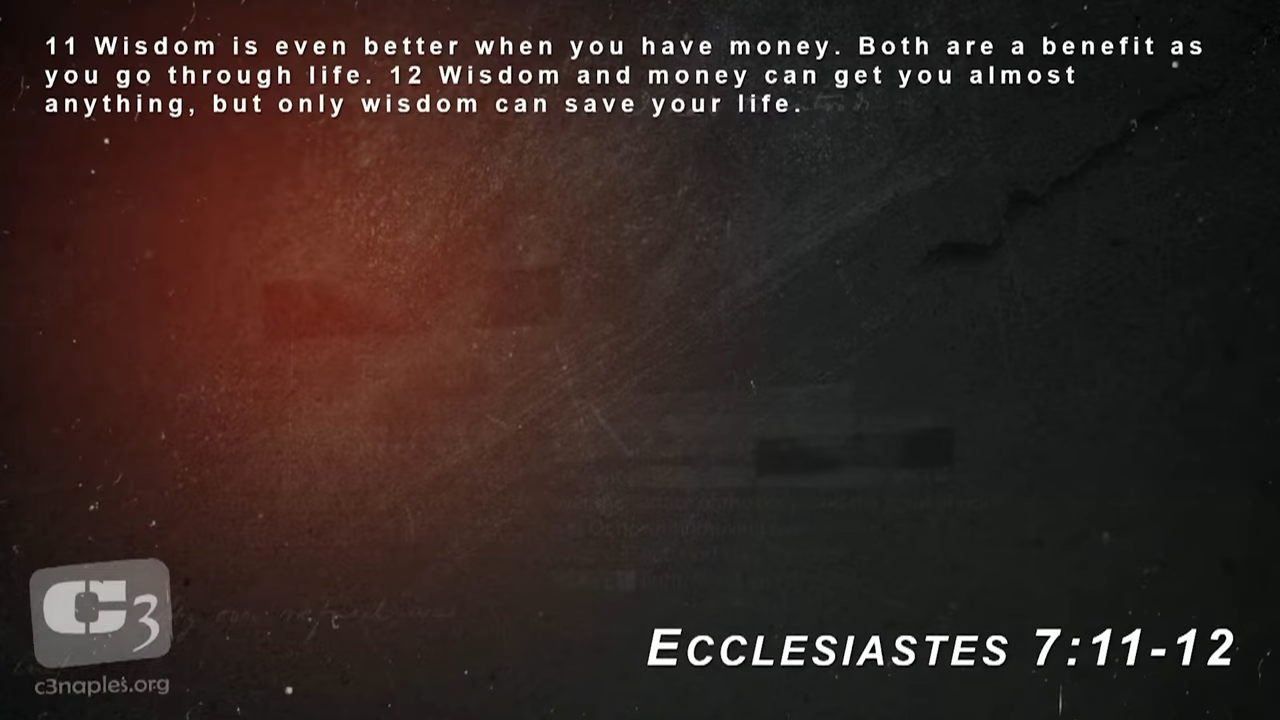 11 Wisdom is even better when you have money. Both are a benefit as
you go through life. 12 Wisdom and money can get you almost
anything, but only wisdom can save your life.
C3
c3naples.org
ECCLESIASTES 7:11-12